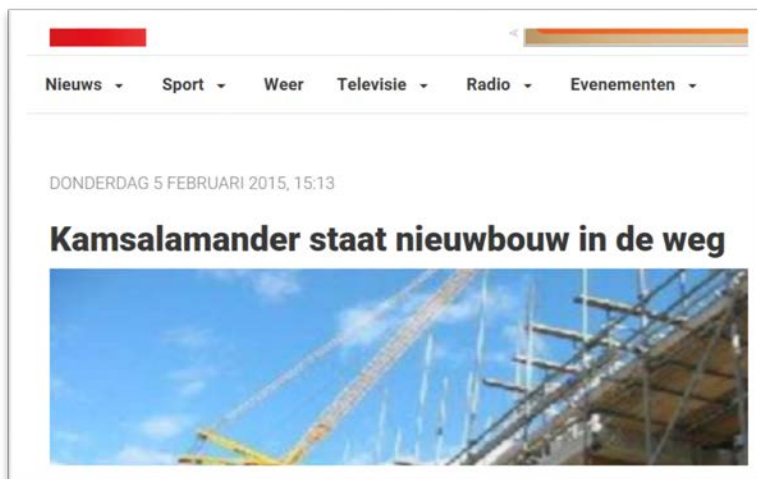 Nieuws Sport Weer Televisie Radio Evenementen
DONDERDAG 5 FEBRUARI 2015, 15:13
Kamsalamander staat nieuwbouw in de weg